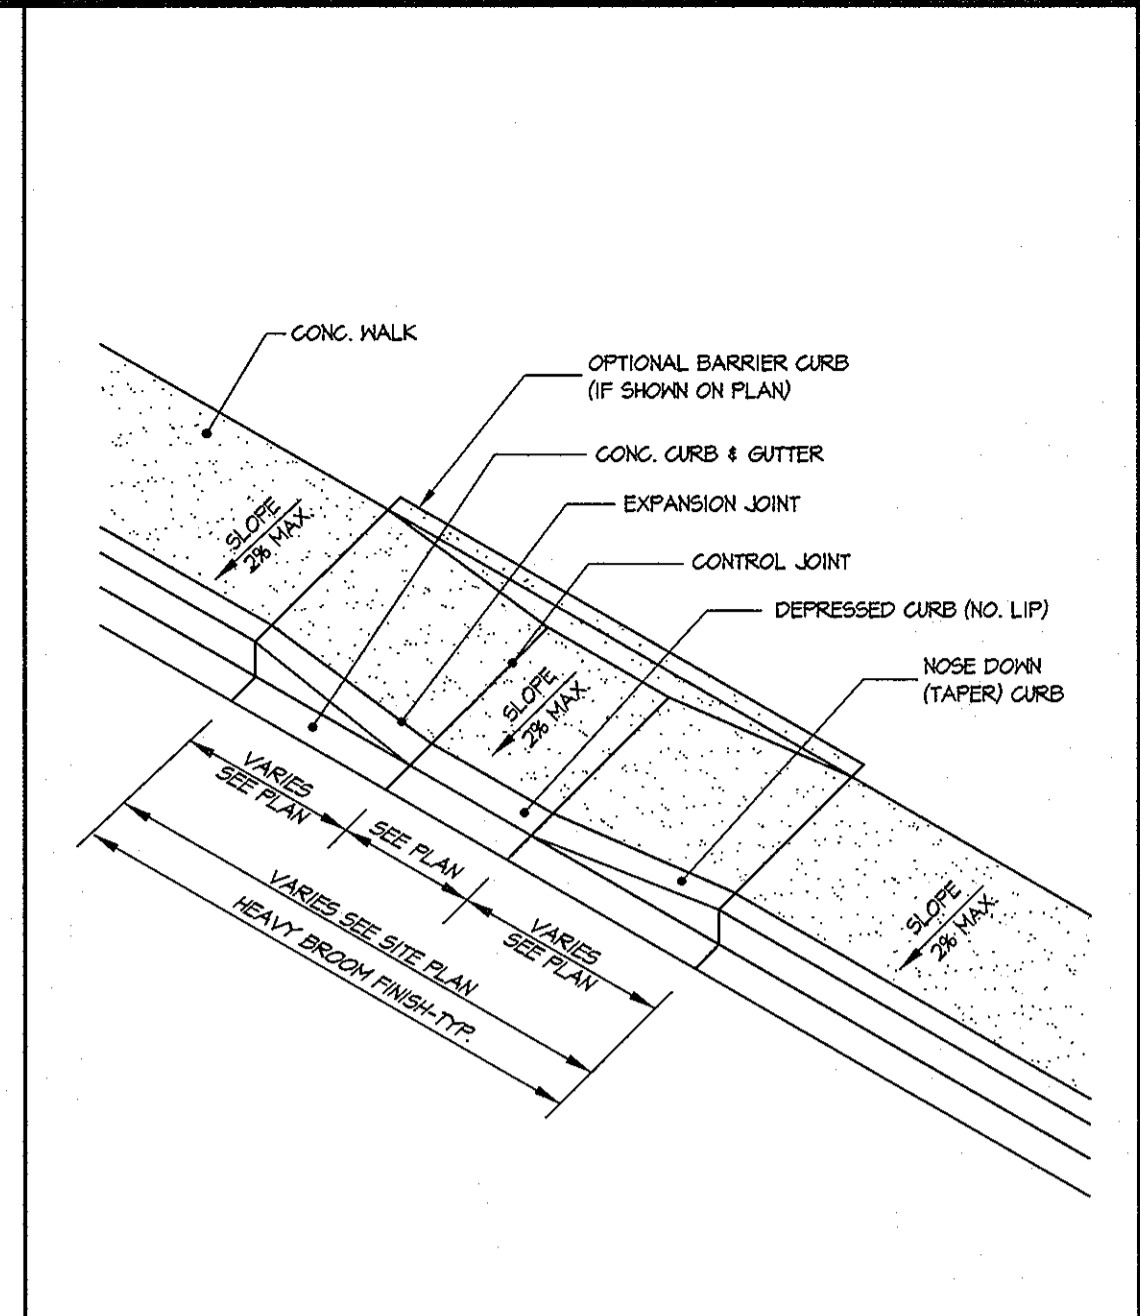 CONC. WALK
OPTIONAL BARRIER CURB
(IF SHOWN ON PLAN)
CONC. CURB & GUTTER
EXPANSION JOINT
CONTROL JOINT
DEPRESSED CURB (NO. LIP)
NOSE DOWN
(TAPER) CURB
SLOPE
2% MAX.
SLOPE
2% MAX.
SLOPE
2% MAX.
VARIES
SEE PLAN
SEE PLAN
VARIES
SEE PLAN
VARIES SEE SITE PLAN
HEAVY BROOM FINISH-TYP.